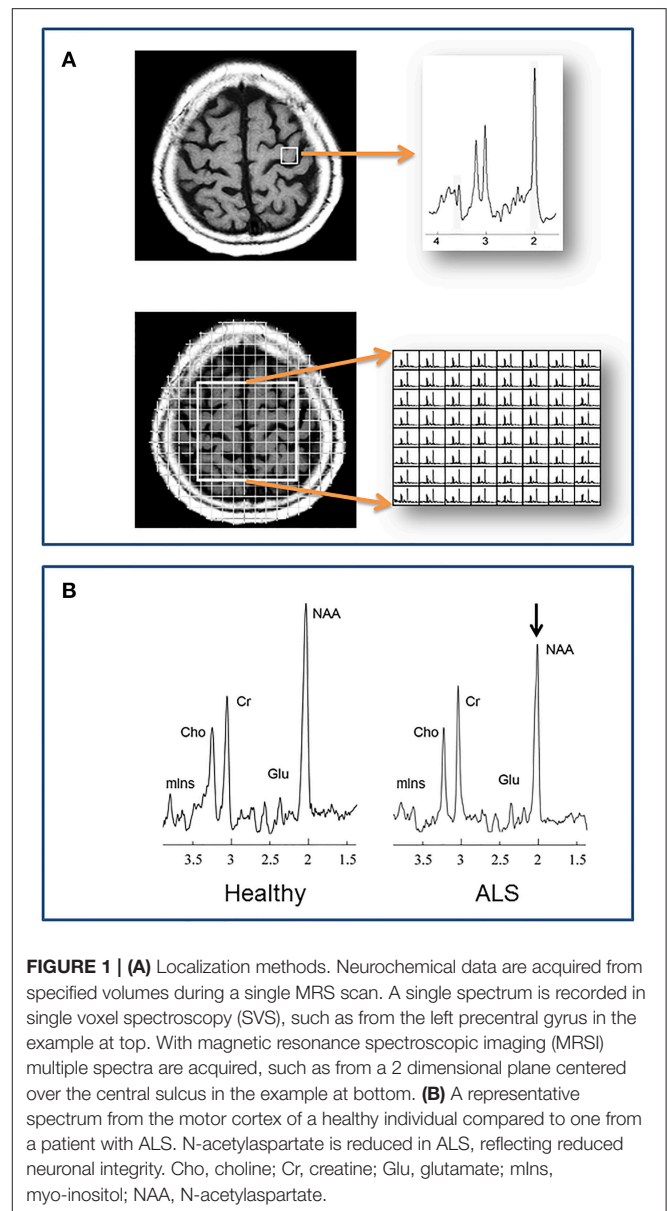 A
4 3 2
B
NAA
Cr
Cho
Glu
mIns
3.5 3 2.5 2 1.5
Healthy
NAA
Cr
Cho
Glu
mIns
3.5 3 2.5 2 1.5
ALS
FIGURE 1 | (A) Localization methods. Neurochemical data are acquired from
specified volumes during a single MRS scan. A single spectrum is recorded in
single voxel spectroscopy (SVS), such as from the left precentral gyrus in the
example at top. With magnetic resonance spectroscopic imaging (MRSI)
multiple spectra are acquired, such as from a 2 dimensional plane centered
over the central sulcus in the example at bottom. (B) A representative
spectrum from the motor cortex of a healthy individual compared to one from
a patient with ALS. N-acetylaspartate is reduced in ALS, reflecting reduced
neuronal integrity. Cho, choline; Cr, creatine; Glu, glutamate; mIns,
myo-inositol; NAA, N-acetylaspartate.